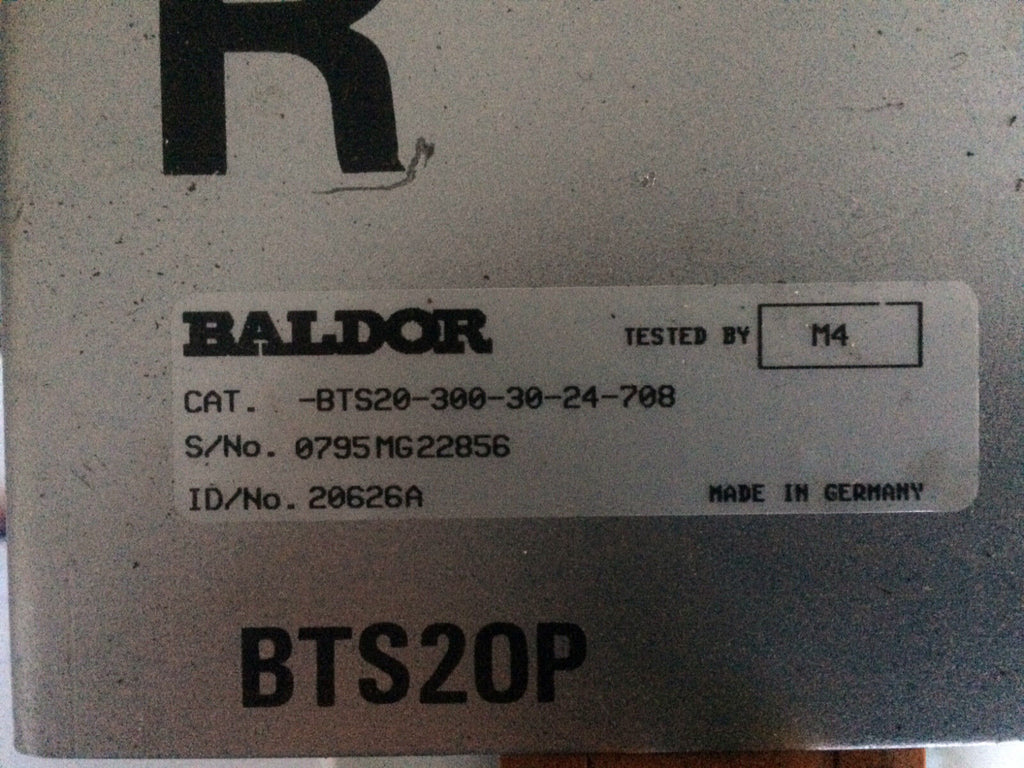 R
BALDOR
TESTED BY M4
CAT. -BTS20-300-30-24-708
S/No. 0795MG22856
ID/No. 20626A
MADE IN GERMANY
BTS20P